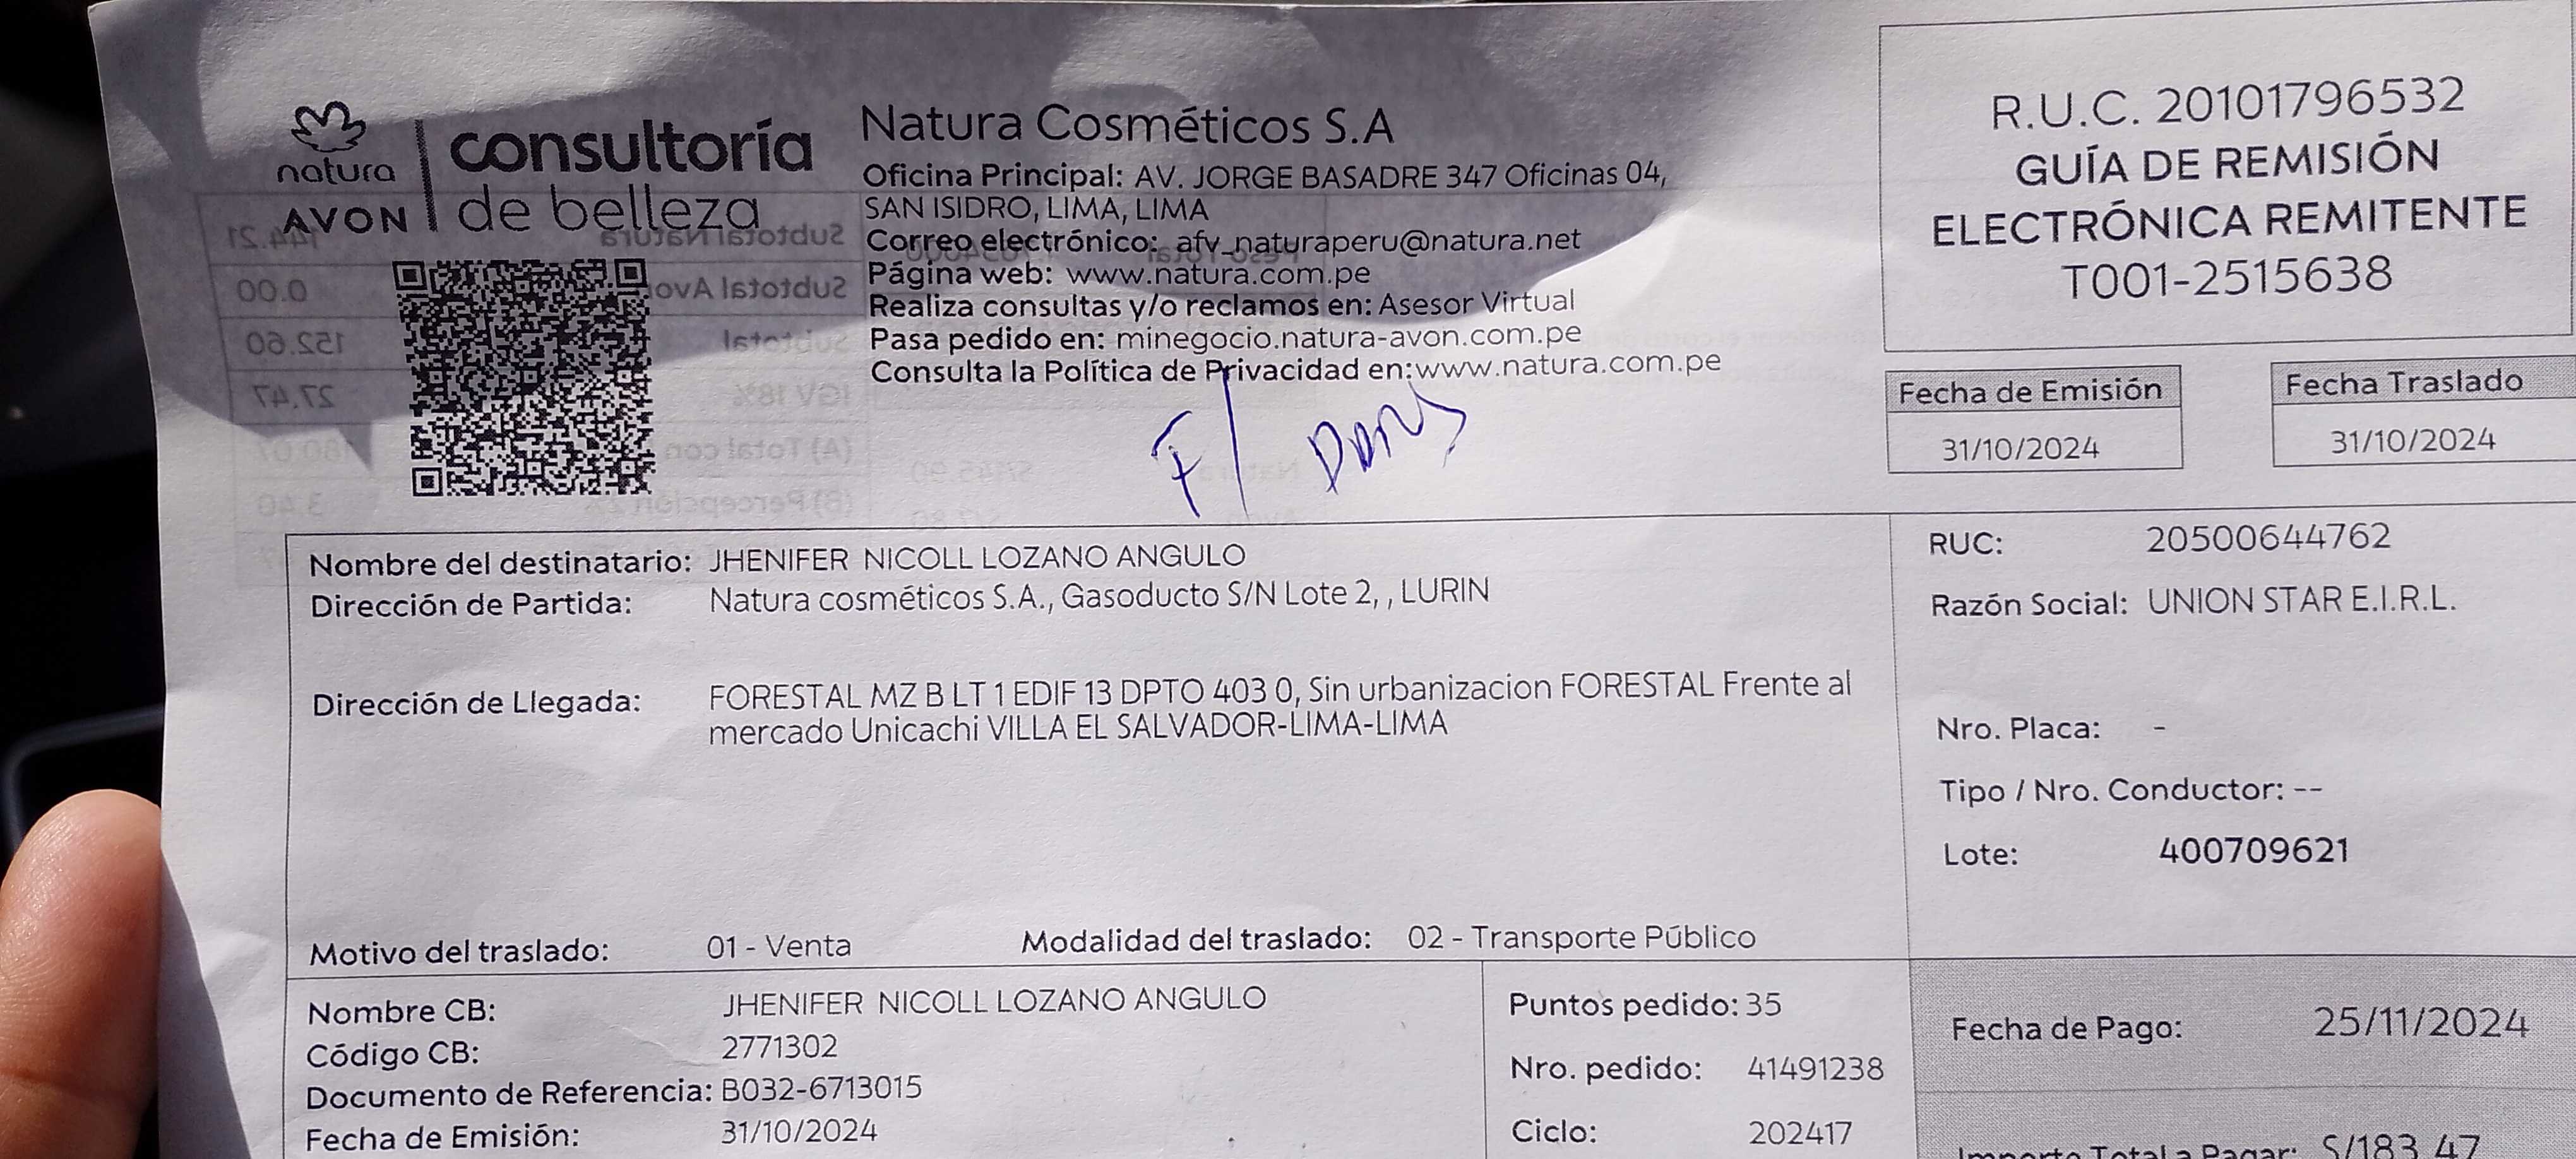 natura
AVON
consultoría
de belleza
Natura Cosméticos S.A
Oficina Principal: AV. JORGE BASADRE 347 Oficinas 04,
SAN ISIDRO, LIMA, LIMA
Correo electrónico: afv_naturaperu@natura.net
Página web: www.natura.com.pe
Realiza consultas y/o reclamos en: Asesor Virtual
Pasa pedido en: minegocio.natura-avon.com.pe
Consulta la Política de Privacidad en:www.natura.com.pe
R.U.C. 20101796532
GUÍA DE REMISIÓN
ELECTRÓNICA REMITENTE
T001-2515638
Fecha de Emisión
31/10/2024
Fecha Traslado
31/10/2024
F/
Nombre del destinatario: JHENIFER NICOLL LOZANO ANGULO
Dirección de Partida: Natura cosméticos S.A., Gasoducto S/N Lote 2, , LURIN
Dirección de Llegada: FORESTAL MZ B LT 1 EDIF 13 DPTO 403 0, Sin urbanizacion FORESTAL Frente al
mercado Unicachi VILLA EL SALVADOR-LIMA-LIMA
Motivo del traslado: 01 - Venta Modalidad del traslado: 02 - Transporte Público
RUC: 20500644762
Razón Social: UNION STAR E.I.R.L.
Nro. Placa: -
Tipo / Nro. Conductor: --
Lote: 400709621
Nombre CB: JHENIFER NICOLL LOZANO ANGULO
Código CB: 2771302
Documento de Referencia: B032-6713015
Fecha de Emisión: 31/10/2024
Puntos pedido: 35
Nro. pedido: 41491238
Ciclo: 202417
Fecha de Pago: 25/11/2024
Importe Total a Pagar: S/183.47